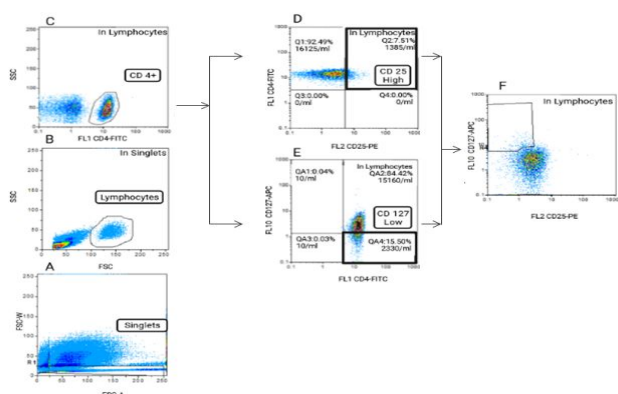 C
In Lymphocytes
CD 4+
SSC
FL1 CD4-FITC
B
In Singlets
Lymphocytes
SSC
FSC
A
Singlets
FSC-W
D
In Lymphocytes
Q1:92.49%
16125/ml
Q2:7.51%
1385/ml
CD 25
High
Q3:0.00%
0/ml
Q4:0.00%
0/ml
FL1 CD4-FITC
FL2 CD25-PE
E
In Lymphocytes
QA1:0.04%
10/ml
QA2:84.42%
15160/ml
CD 127
Low
QA3:0.03%
10/ml
QA4:15.50%
2330/ml
FL10 CD127-APC
FL1 CD4-FITC
F
In Lymphocytes
FL10 CD127-APC
FL2 CD25-PE